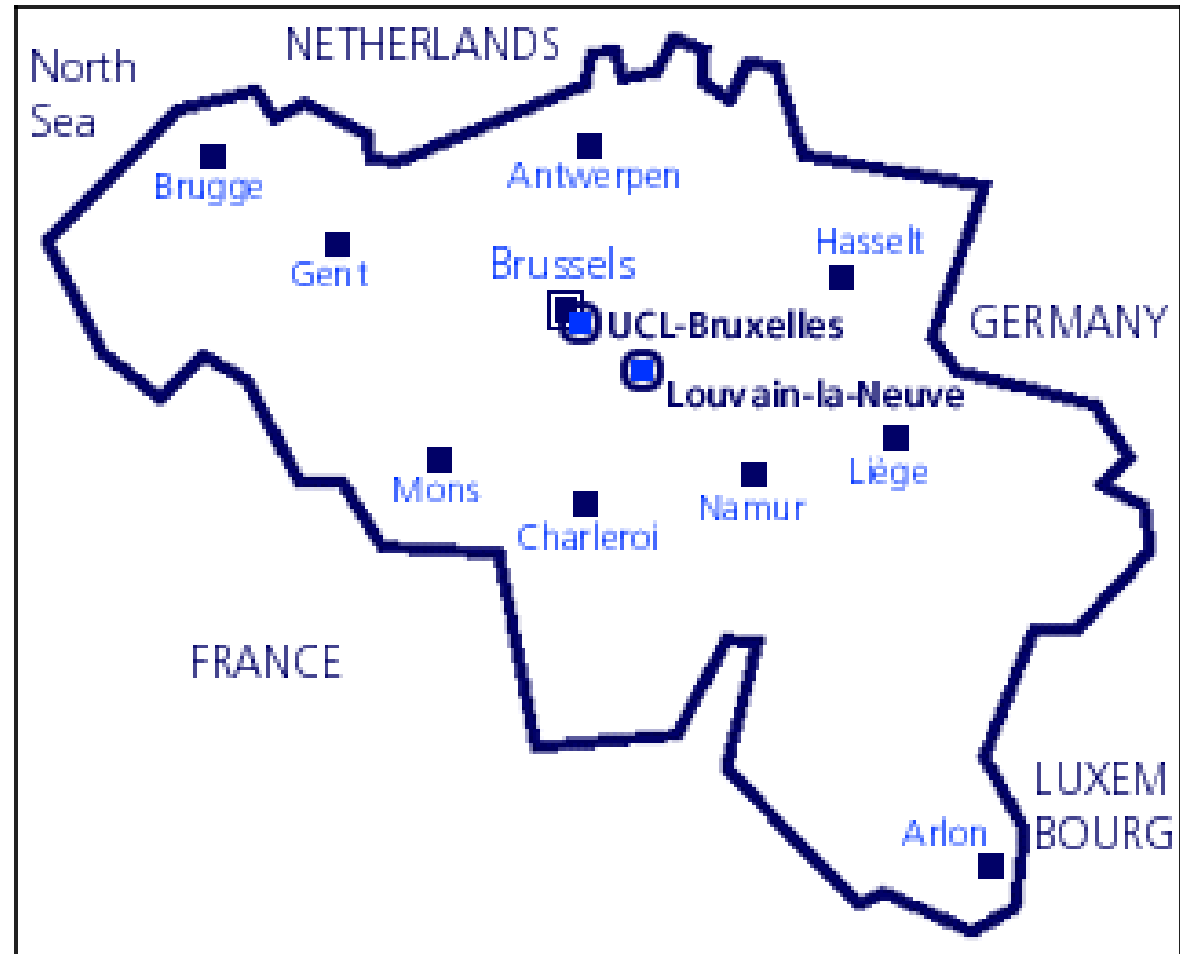 NETHERLANDS
North
Sea
Brugge
Antwerpen
Gent
Hasselt
Brussels
UCL-Bruxelles
GERMANY
Louvain-la-Neuve
Mons
Liège
Namur
Charleroi
FRANCE
LUXEM
BOURG
Arlon